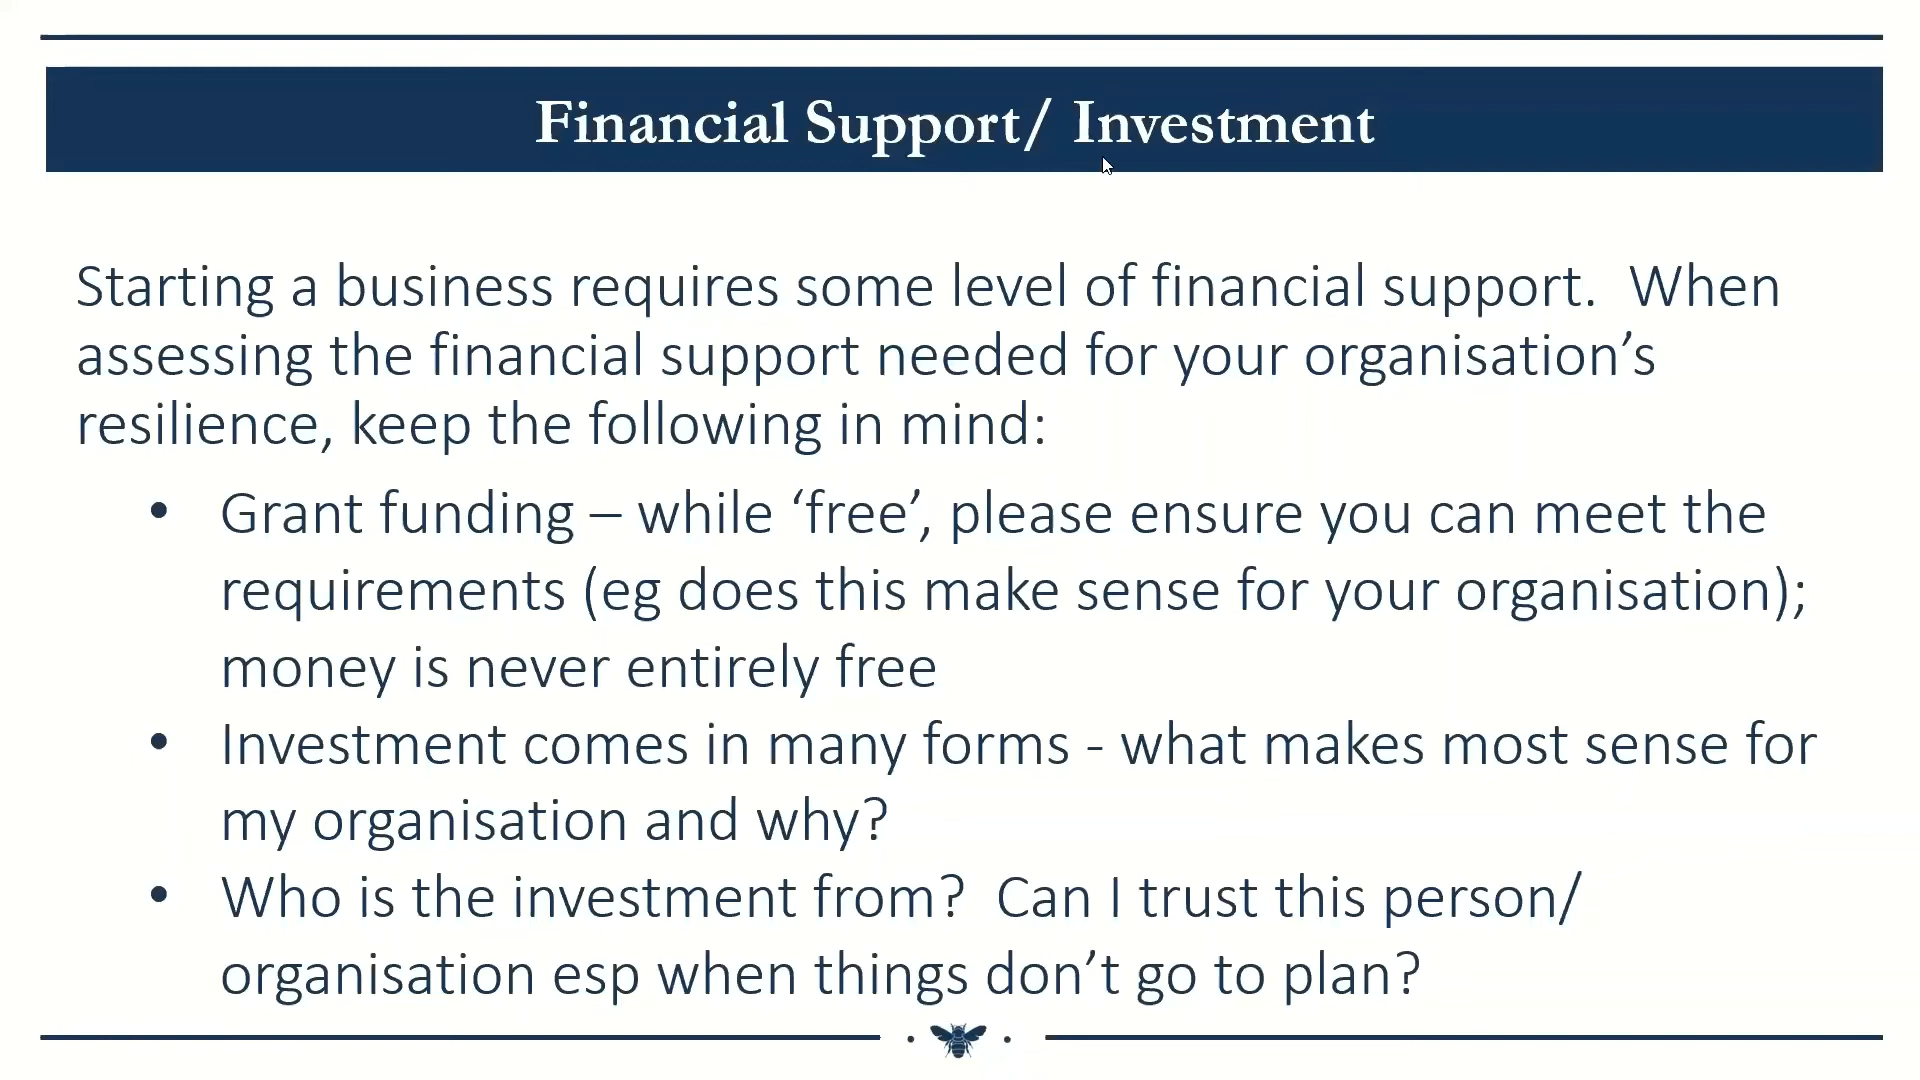 Financial Support/ Investment
Starting a business requires some level of financial support.  When
assessing the financial support needed for your organisation’s
resilience, keep the following in mind:
• Grant funding – while ‘free’, please ensure you can meet the
requirements (eg does this make sense for your organisation);
money is never entirely free
• Investment comes in many forms - what makes most sense for
my organisation and why?
• Who is the investment from?  Can I trust this person/
organisation esp when things don’t go to plan?